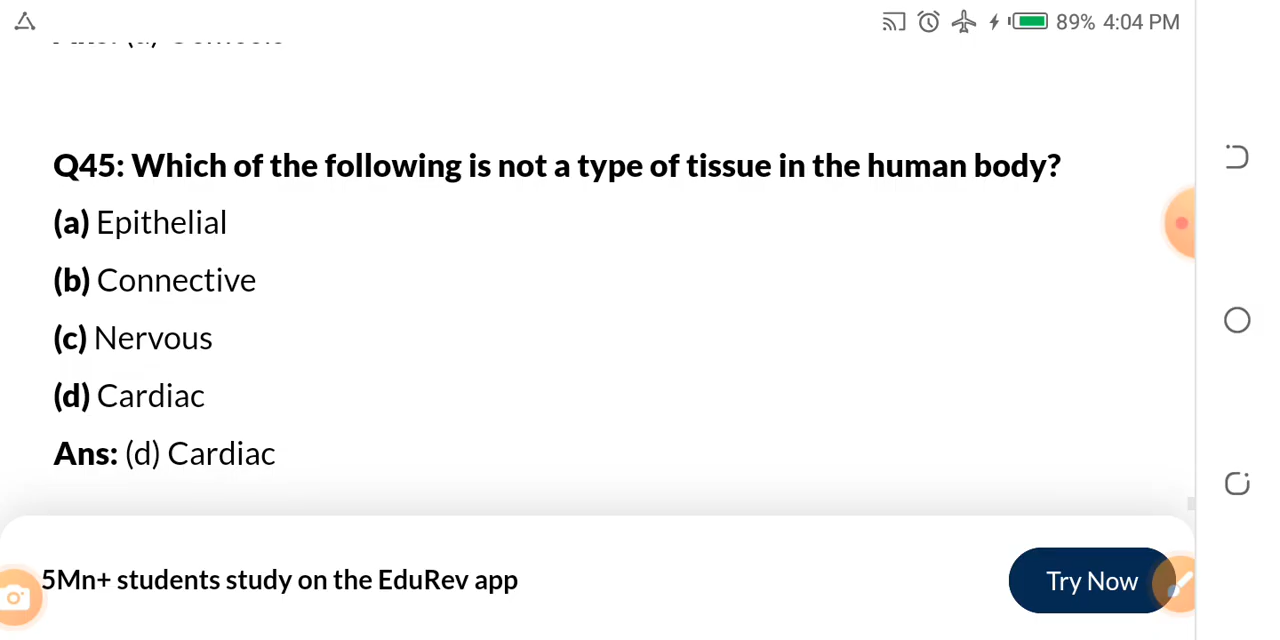 89% 4:04 PM
Q45: Which of the following is not a type of tissue in the human body?
(a) Epithelial
(b) Connective
(c) Nervous
(d) Cardiac
Ans: (d) Cardiac
5Mn+ students study on the EduRev app
Try Now